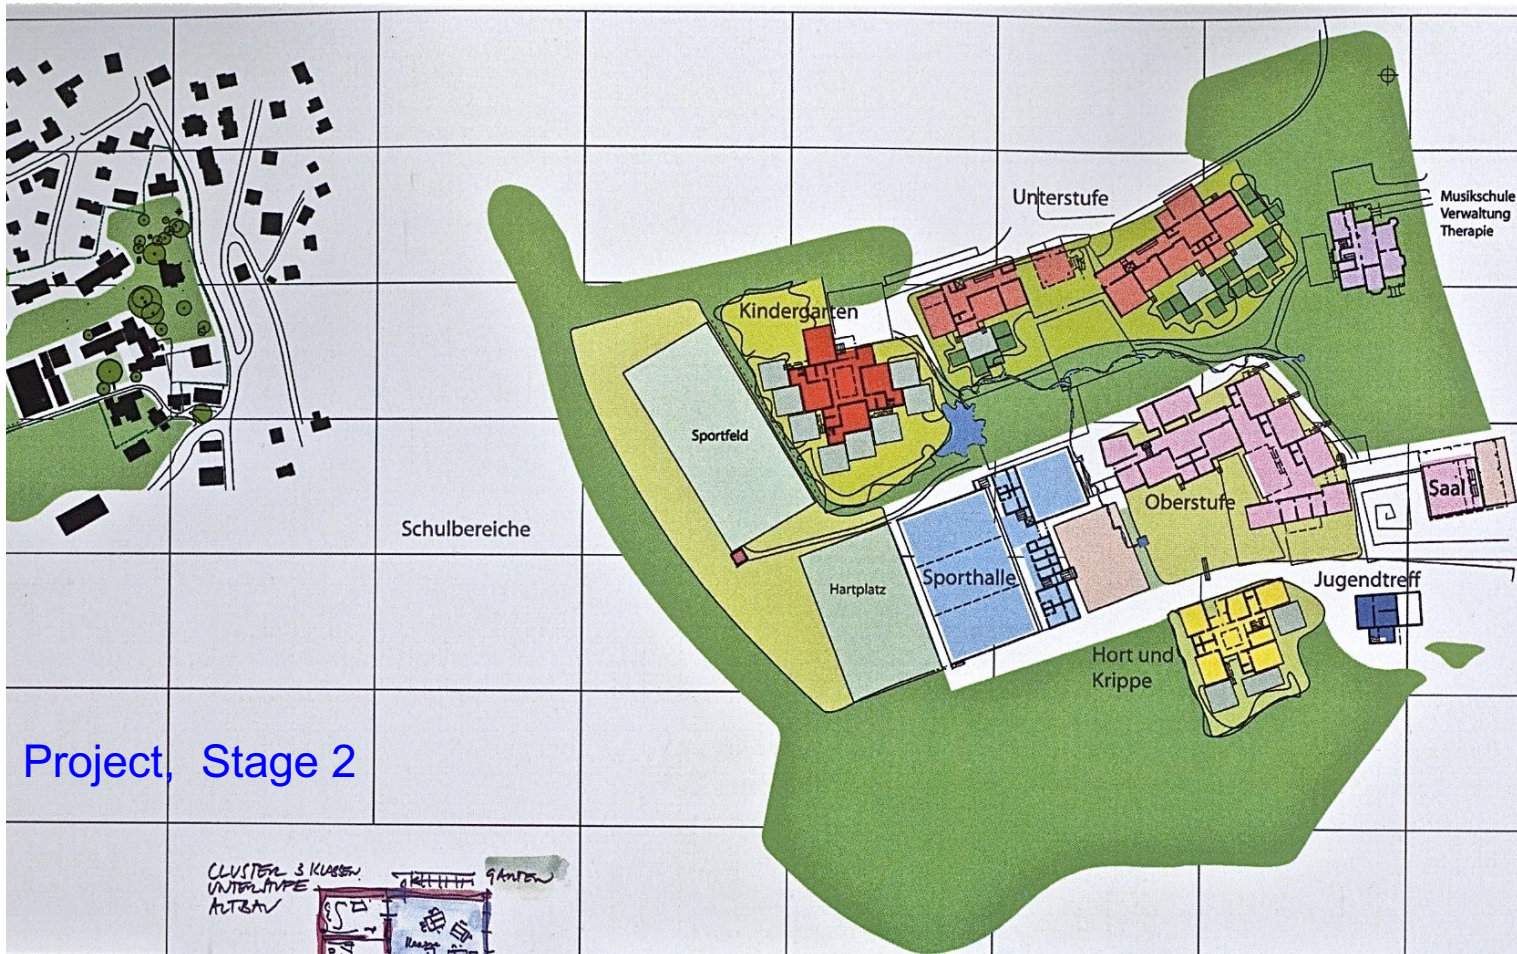 Unterstufe
Musikschule
Verwaltung
Therapie
Kindergarten
Sportfeld
Schulbereiche
Oberstufe
Saal
Hartplatz
Sporthalle
Jugendtreff
Hort und
Krippe
Project, Stage 2
CLUSTER 3 KLASSEN
UNTERSTUFE
ALTBAU
GARTEN